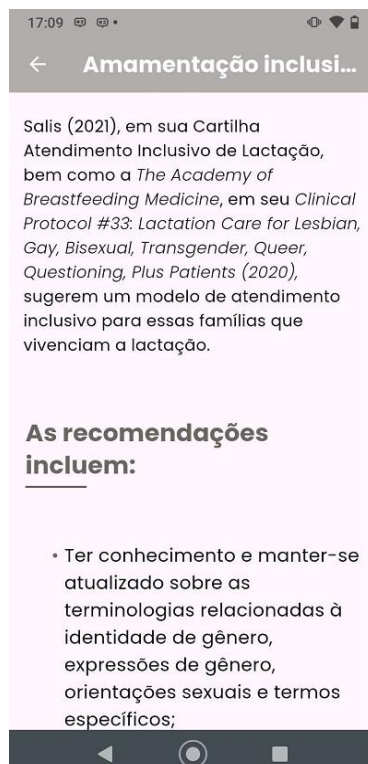 17:09
Amamentação inclusi...
Salis (2021), em sua Cartilha
Atendimento Inclusivo de Lactação,
bem como a The Academy of
Breastfeeding Medicine, em seu Clinical
Protocol #33: Lactation Care for Lesbian,
Gay, Bisexual, Transgender, Queer,
Questioning, Plus Patients (2020),
sugerem um modelo de atendimento
inclusivo para essas famílias que
vivenciam a lactação.
As recomendações
incluem:
• Ter conhecimento e manter-se
atualizado sobre as
terminologias relacionadas à
identidade de gênero,
expressões de gênero,
orientações sexuais e termos
específicos;